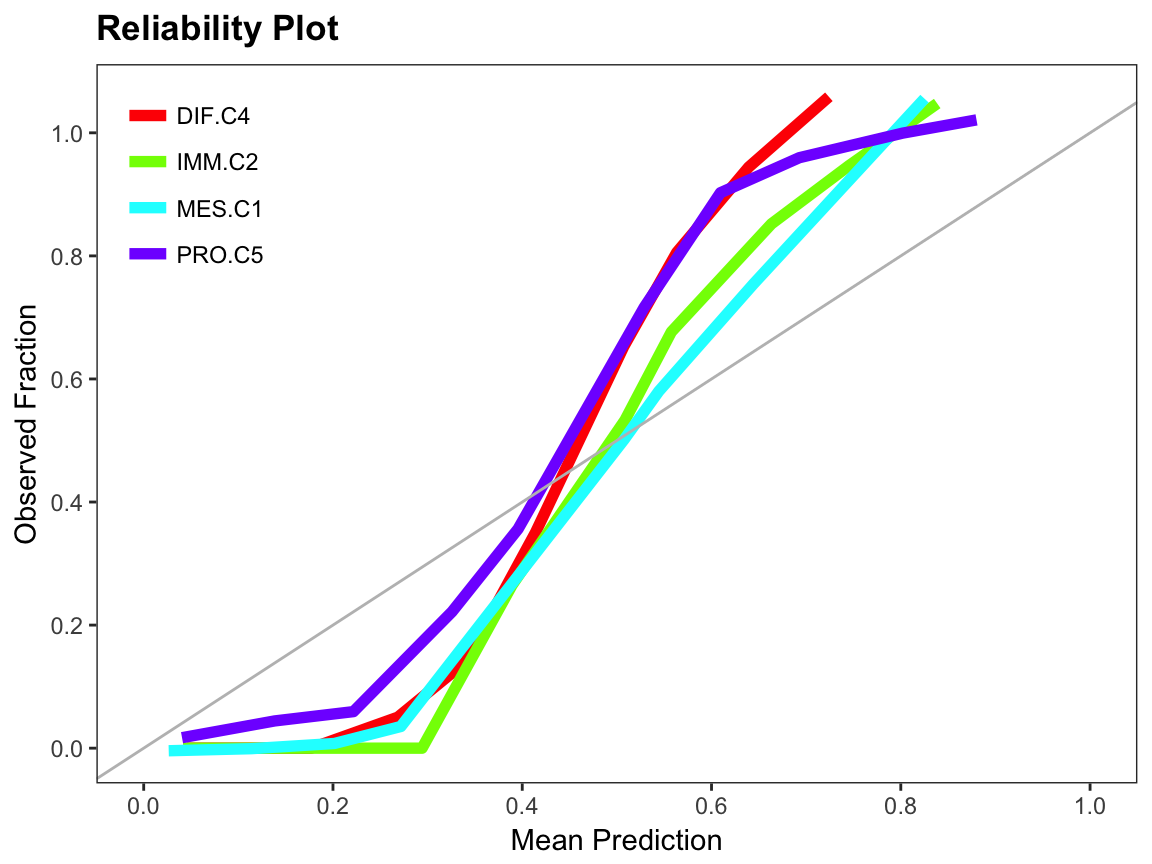 Reliability Plot
DIF.C4
IMM.C2
MES.C1
PRO.C5
Observed Fraction
1.0
0.8
0.6
0.4
0.2
0.0
0.0 0.2 0.4 0.6 0.8 1.0
Mean Prediction